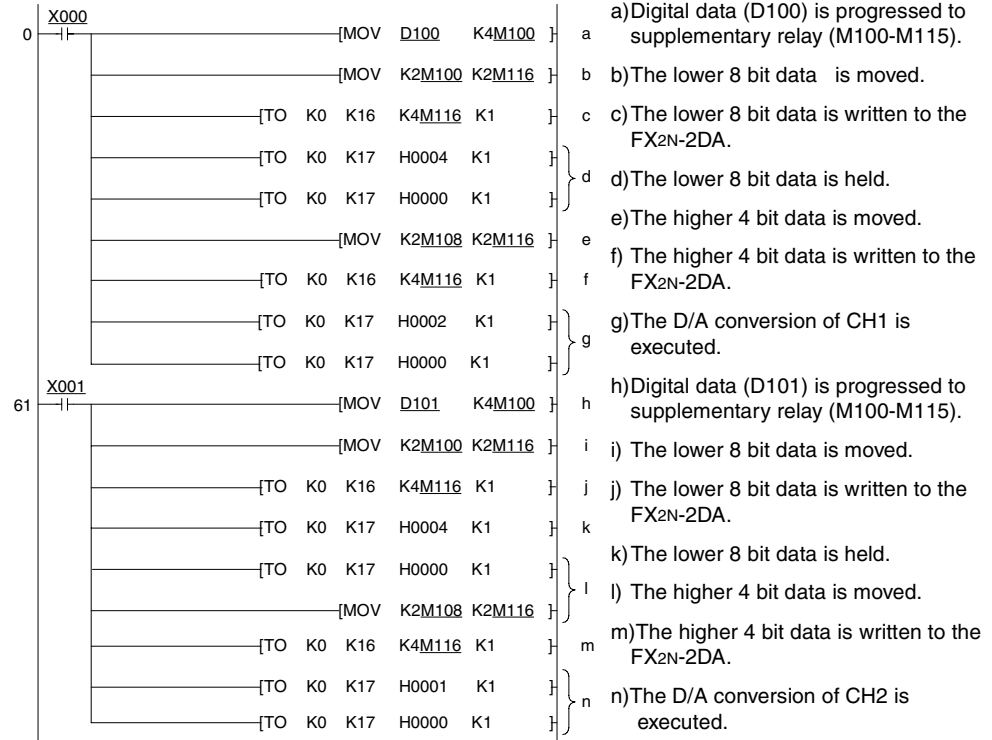 X000
0 [MOV D100 K4M100 ] a
[MOV K2M100 K2M116 ] b
[TO K0 K16 K4M116 K1 ] c
[TO K0 K17 H0004 K1 ]
d
[TO K0 K17 H0000 K1 ]
[MOV K2M108 K2M116 ] e
[TO K0 K16 K4M116 K1 ] f
[TO K0 K17 H0002 K1 ]
g
[TO K0 K17 H0000 K1 ]
X001
61 [MOV D101 K4M100 ] h
[MOV K2M100 K2M116 ] i
[TO K0 K16 K4M116 K1 ] j
[TO K0 K17 H0004 K1 ] k
[TO K0 K17 H0000 K1 ]
l
[MOV K2M108 K2M116 ]
[TO K0 K16 K4M116 K1 ] m
[TO K0 K17 H0001 K1 ]
n
[TO K0 K17 H0000 K1 ]
a)Digital data (D100) is progressed to
supplementary relay (M100-M115).
b)The lower 8 bit data is moved.
c)The lower 8 bit data is written to the
FX2N-2DA.
d)The lower 8 bit data is held.
e)The higher 4 bit data is moved.
f) The higher 4 bit data is written to the
FX2N-2DA.
g)The D/A conversion of CH1 is
executed.
h)Digital data (D101) is progressed to
supplementary relay (M100-M115).
i) The lower 8 bit data is moved.
j) The lower 8 bit data is written to the
FX2N-2DA.
k)The lower 8 bit data is held.
l) The higher 4 bit data is moved.
m)The higher 4 bit data is written to the
FX2N-2DA.
n)The D/A conversion of CH2 is
executed.